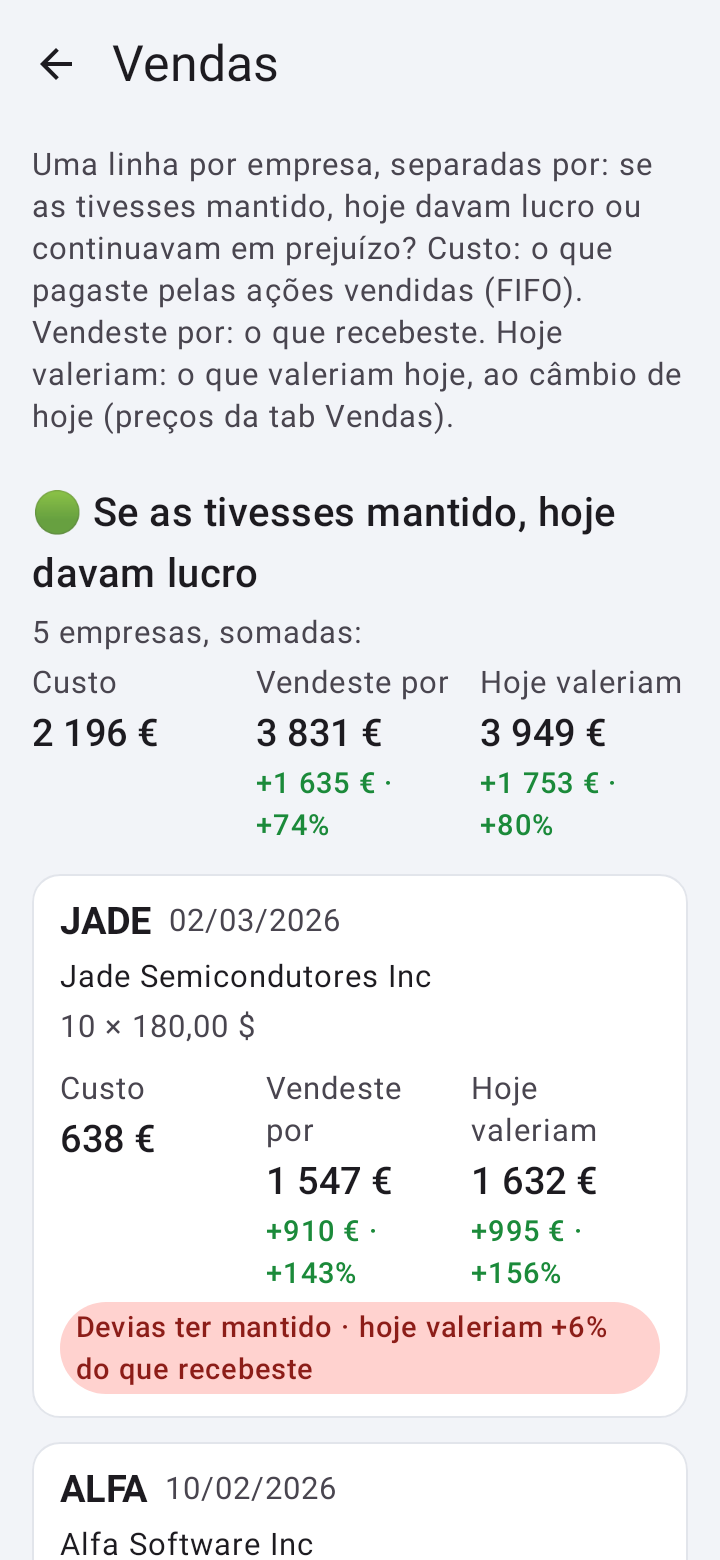 Vendas
Uma linha por empresa, separadas por: se
as tivesses mantido, hoje davam lucro ou
continuavam em prejuízo? Custo: o que
pagaste pelas ações vendidas (FIFO).
Vendeste por: o que recebeste. Hoje
valeriam: o que valeriam hoje, ao câmbio de
hoje (preços da tab Vendas).
Se as tivesses mantido, hoje
davam lucro
5 empresas, somadas:
Custo Vendeste por Hoje valeriam
2 196 € 3 831 € 3 949 €
+1 635 € · +1 753 € ·
+74% +80%
JADE 02/03/2026
Jade Semicondutores Inc
10 × 180,00 $
Custo Vendeste Hoje
por valeriam
638 €
1 547 € 1 632 €
+910 € · +995 € ·
+143% +156%
Devias ter mantido · hoje valeriam +6%
do que recebeste
ALFA 10/02/2026
Alfa Software Inc